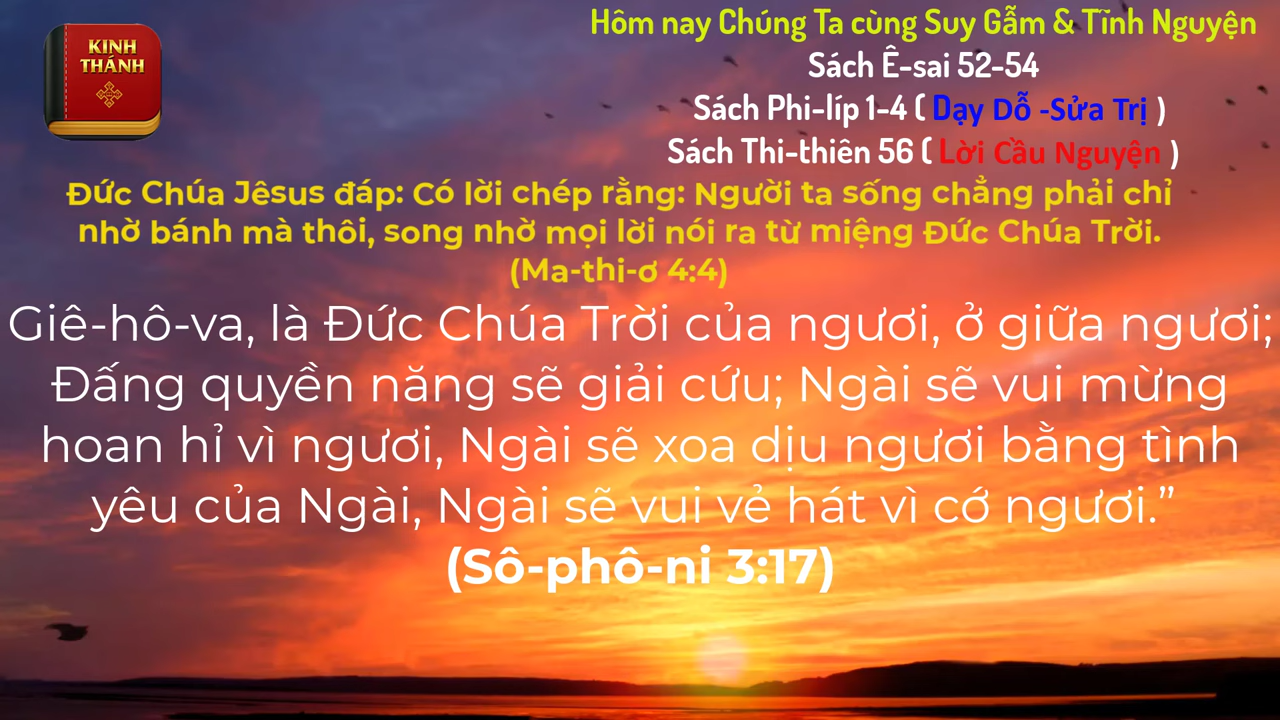 KINH
THÁNH
Hôm nay Chúng Ta cùng Suy Gẫm & Tĩnh Nguyện
Sách Ê-sai 52-54
Sách Phi-líp 1-4 ( Dạy Dỗ -Sửa Trị )
Sách Thi-thiên 56 ( Lời Cầu Nguyện )
Đức Chúa Jêsus đáp: Có lời chép rằng: Người ta sống chẳng phải chỉ
nhờ bánh mà thôi, song nhờ mọi lời nói ra từ miệng Đức Chúa Trời.
(Ma-thi-ơ 4:4)
Giê-hô-va, là Đức Chúa Trời của ngươi, ở giữa ngươi;
Đấng quyền năng sẽ giải cứu; Ngài sẽ vui mừng
hoan hỉ vì ngươi, Ngài sẽ xoa dịu ngươi bằng tình
yêu của Ngài, Ngài sẽ vui vẻ hát vì cớ ngươi.”
(Sô-phô-ni 3:17)